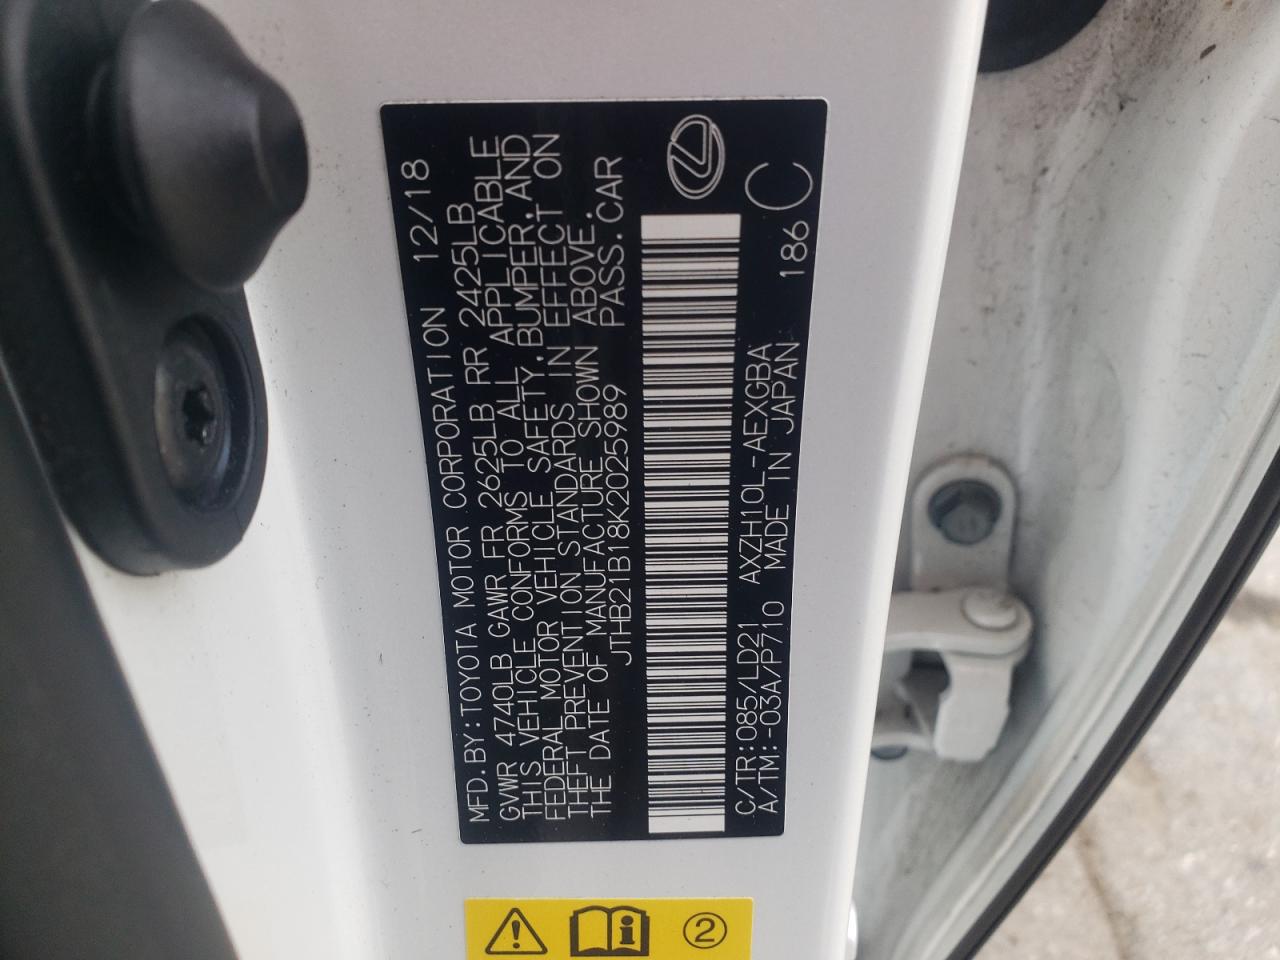 MFD.BY:TOYOTA MOTOR CORPORATION 12/18
GVWR 4740LB GAWR FR 2625LB RR 2425LB
THIS VEHICLE CONFORMS TO ALL APPLICABLE
FEDERAL MOTOR VEHICLE SAFETY,BUMPER,AND
THEFT PREVENTION STANDARDS IN EFFECT ON
THE DATE OF MANUFACTURE SHOWN ABOVE.
JTHB21B18K2025989 PASS.CAR
C/TR:085/LD21 AXZH10L-AEXGBA 186 C
A/TM:-03A/P710 MADE IN JAPAN
2